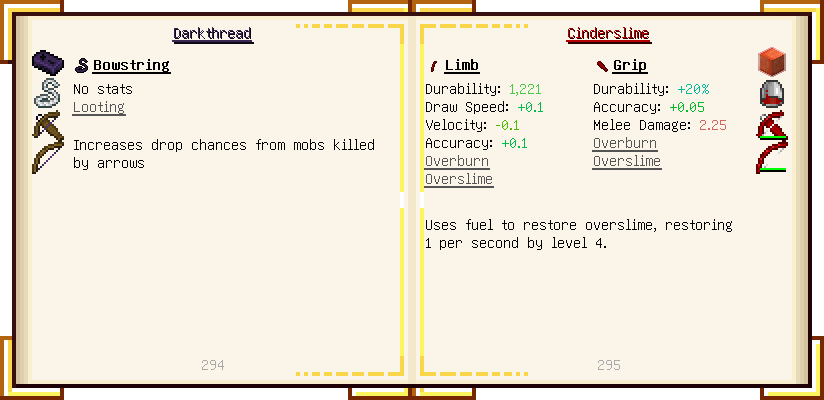 Darkthread
Bowstring
No stats
Looting
Increases drop chances from mobs killed
by arrows
294
Cinderslime
Limb
Durability: 1,221
Draw Speed: +0.1
Velocity: -0.1
Accuracy: +0.1
Overburn
Overslime
Grip
Durability: +20%
Accuracy: +0.05
Melee Damage: 2.25
Overburn
Overslime
Uses fuel to restore overslime, restoring
1 per second by level 4.
295